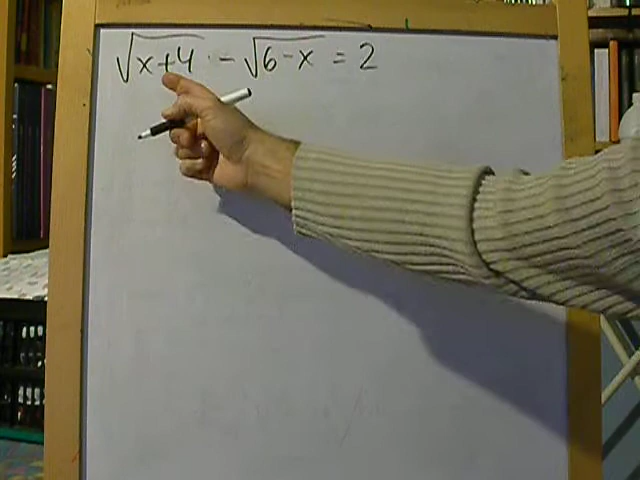 √x+4 - √6-x = 2